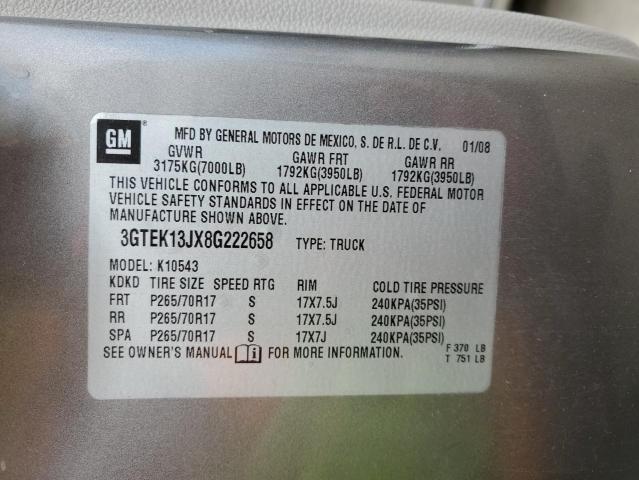 GM ®
MFD BY GENERAL MOTORS DE MEXICO, S. DE R.L. DE C.V. 01/08
GVWR GAWR FRT GAWR RR
3175KG(7000LB) 1792KG(3950LB) 1792KG(3950LB)
THIS VEHICLE CONFORMS TO ALL APPLICABLE U.S. FEDERAL MOTOR
VEHICLE SAFETY STANDARDS IN EFFECT ON THE DATE OF
MANUFACTURE SHOWN ABOVE.
3GTEK13JX8G222658 TYPE: TRUCK
MODEL: K10543
KDKD TIRE SIZE SPEED RTG RIM COLD TIRE PRESSURE
FRT P265/70R17 S 17X7.5J 240KPA(35PSI)
RR P265/70R17 S 17X7.5J 240KPA(35PSI)
SPA P265/70R17 S 17X7J 240KPA(35PSI)
SEE OWNER'S MANUAL i FOR MORE INFORMATION.
F 370 LB
T 751 LB